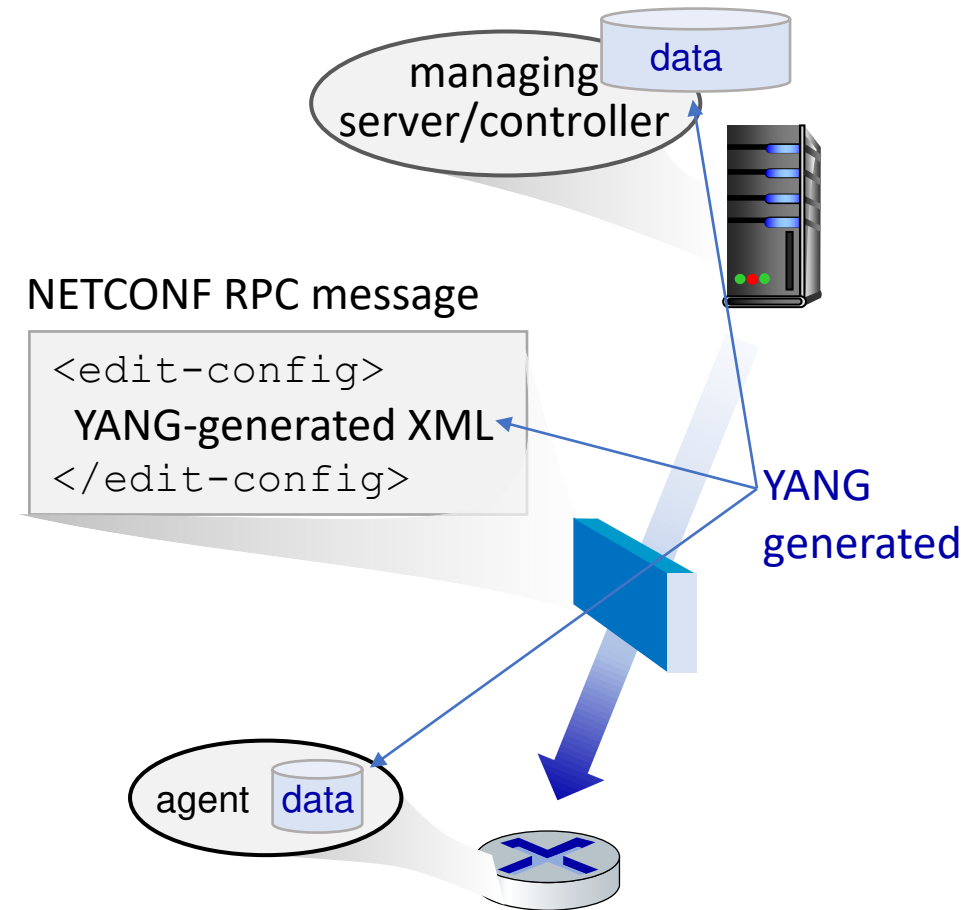 data
managing
server/controller
NETCONF RPC message
<edit-config>
YANG-generated XML
</edit-config>
YANG
generated
agent data